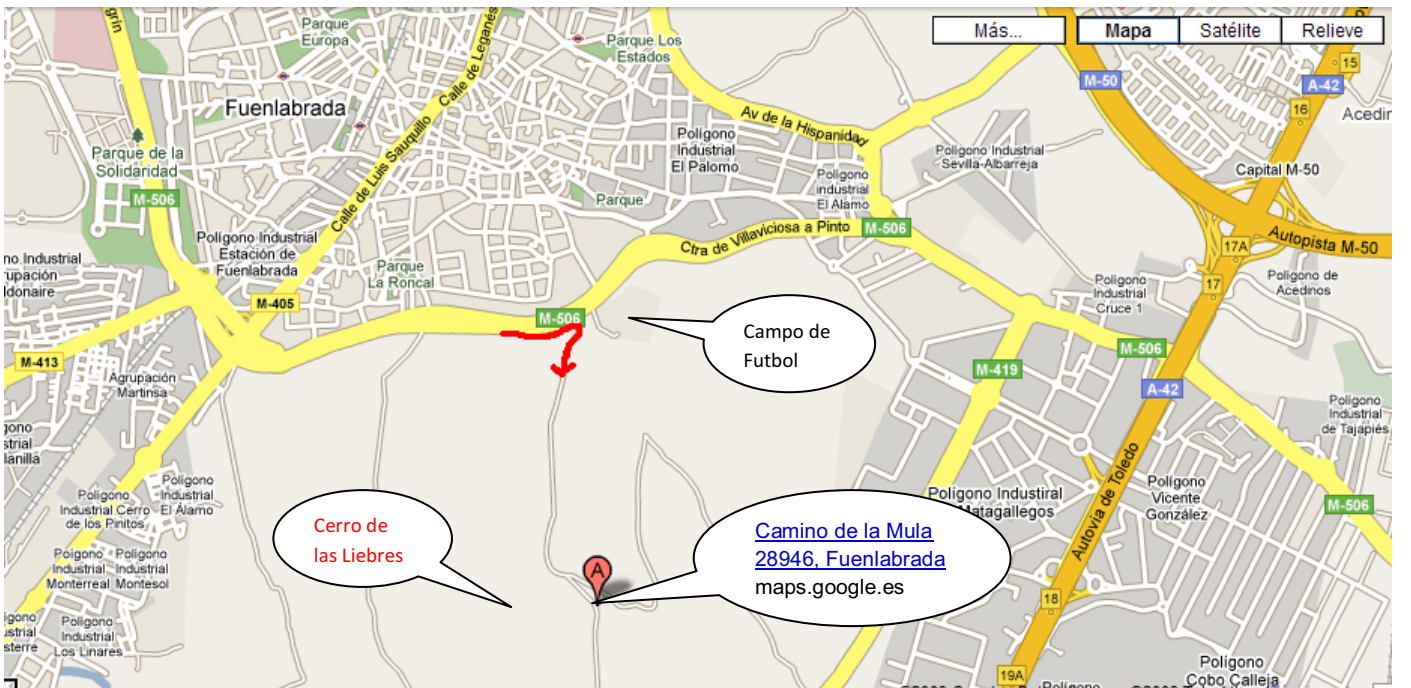 Más...
Mapa
Satélite
Relieve
Parque
Europa
Parque Los
Estados
Calle de Leganés
M-50
15
A-42
16
Fuenlabrada
Av de la Hispanidad
Polígono
Industrial
El Palomo
Polígono Industrial
Sevilla-Albarreja
Parque de la
Solidaridad
Calle de Luis Sauquillo
Polígono
industrial
El Alamo
Capital M-50
M-506
Parque
Ctra de Villaviciosa a Pinto
M-506
17A
Autopista M-50
Polígono Industrial
Estación de
Fuenlabrada
Parque
La Roncal
Polígono
Industrial
Cruce 1
17
Polígono de
Acedinos
M-405
M-506
Campo de
Futbol
M-413
M-506
M-419
A-42
Agrupación
Martinsa
Polígono
Industrial
de Tajapiés
Autovía de Toledo
Polígono
Industrial Cerro
de los Pinitos
Polígono
Industrial
El Álamo
Cerro de
las Liebres
Camino de la Mula
28946, Fuenlabrada
maps.google.es
Polígono Industiral
Matagallegos
Polígono
Vicente
González
M-506
Polígono
Industrial
Monterreal
Polígono
Industrial
Montesol
A
18
Polígono
Industrial
Los Linares
19A
Polígono
Cobo Calleja